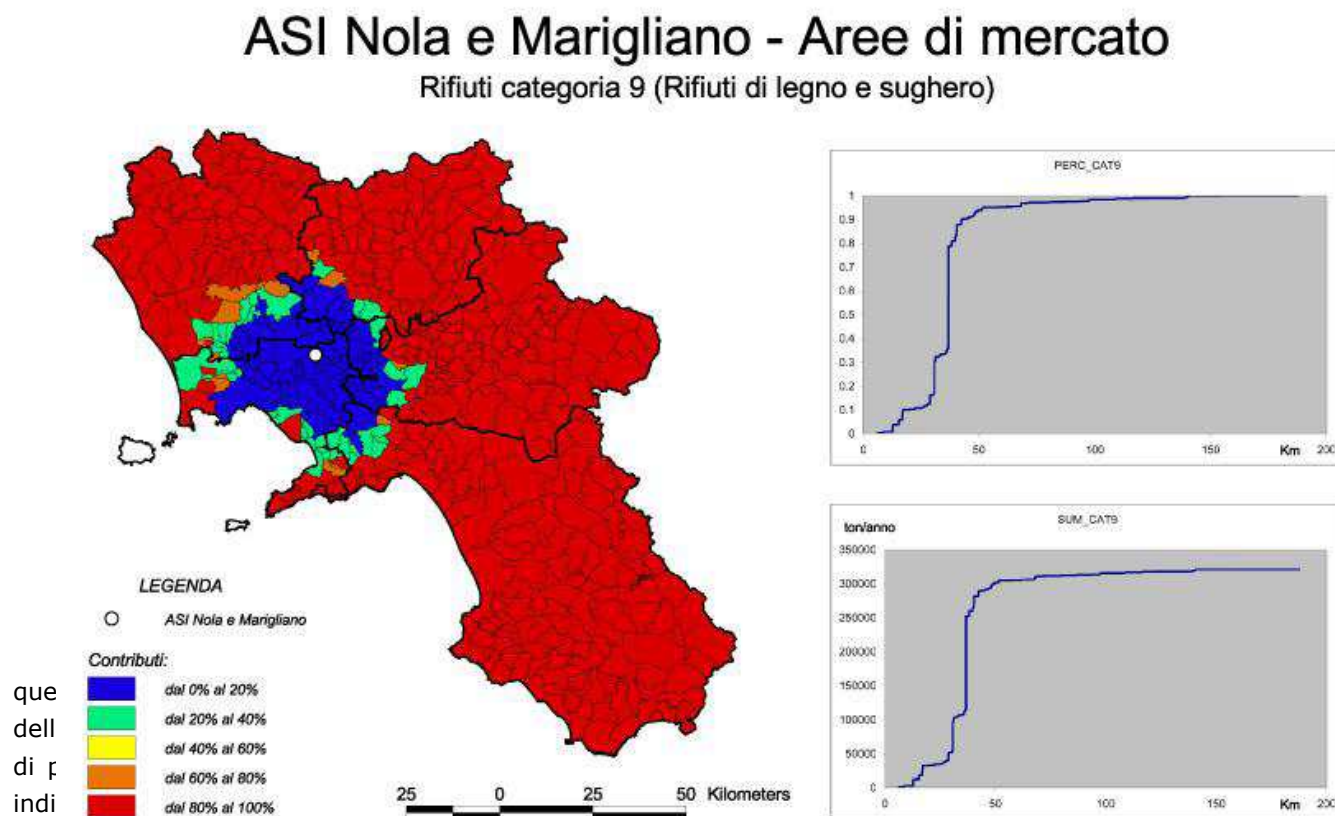 ASI Nola e Marigliano - Aree di mercato
Rifiuti categoria 9 (Rifiuti di legno e sughero)
PERC_CAT9
1
0.9
0.8
0.7
0.6
0.5
0.4
0.3
0.2
0.1
0
0 50 100 150 Km 200
SUM_CAT9
ton/anno
350000
300000
250000
200000
150000
100000
50000
0
0 50 100 150 Km 200
LEGENDA
ASI Nola e Marigliano
Contributi:
dal 0% al 20%
dal 20% al 40%
dal 40% al 60%
dal 60% al 80%
dal 80% al 100%
25 0 25 50 Kilometers
que
dell
di p
indi